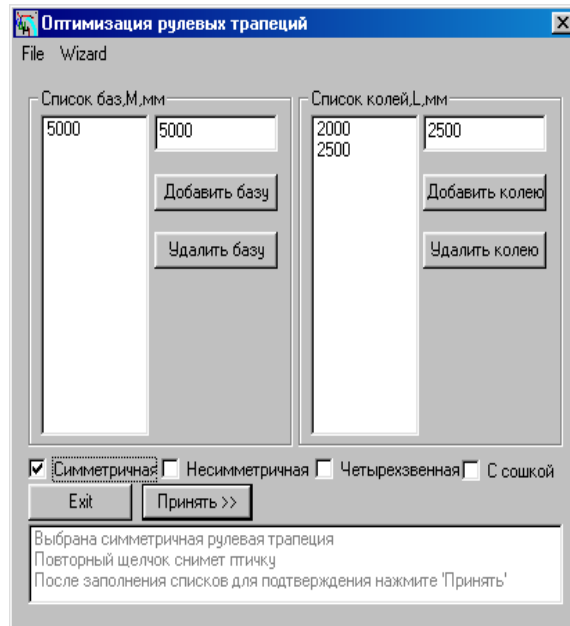 Оптимизация рулевых трапеций
File Wizard
Список баз,М,мм
Список колей,L,мм
5000
5000
2000
2500
2500
Добавить базу
Добавить колею
Удалить базу
Удалить колею
Симметричная Несимметричная Четырехзвенная С сошкой
Exit Принять >>
Выбрана симметричная рулевая трапеция
Повторный щелчок снимет птичку
После заполнения списков для подтверждения нажмите 'Принять'